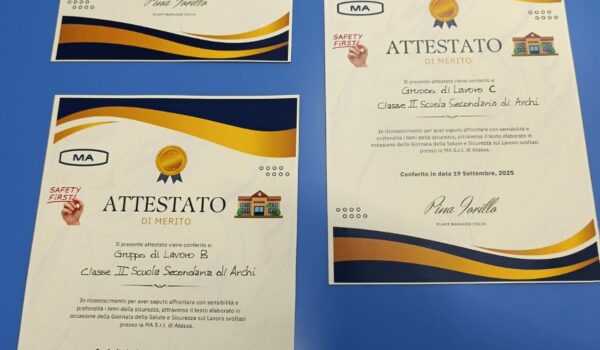 Pina Iorillo
PLANT MANAGER ITALIA
MA
SAFETY
FIRST!
ATTESTATO
DI MERITO
Il presente attestato viene conferito a:
Gruppo di Lavoro B
Classe II Scuola Secondaria di Archi
In riconoscimento per aver saputo affrontare con sensibilità e
profondità i temi della sicurezza, attraverso il testo elaborato in
occasione della Giornata della Salute e Sicurezza sul Lavoro svoltasi
presso la MA S.r.l. di Atessa.
MA
SAFETY
FIRST!
ATTESTATO
DI MERITO
Il presente attestato viene conferito a:
Gruppo di Lavoro C
Classe II Scuola Secondaria di Archi
In riconoscimento per aver saputo affrontare con sensibilità e
profondità i temi della sicurezza, attraverso il testo elaborato in
occasione della Giornata della Salute e Sicurezza sul Lavoro svoltasi
presso la MA S.r.l. di Atessa.
Conferito in data 19 Settembre, 2025
Pina Iorillo
PLANT MANAGER ITALIA